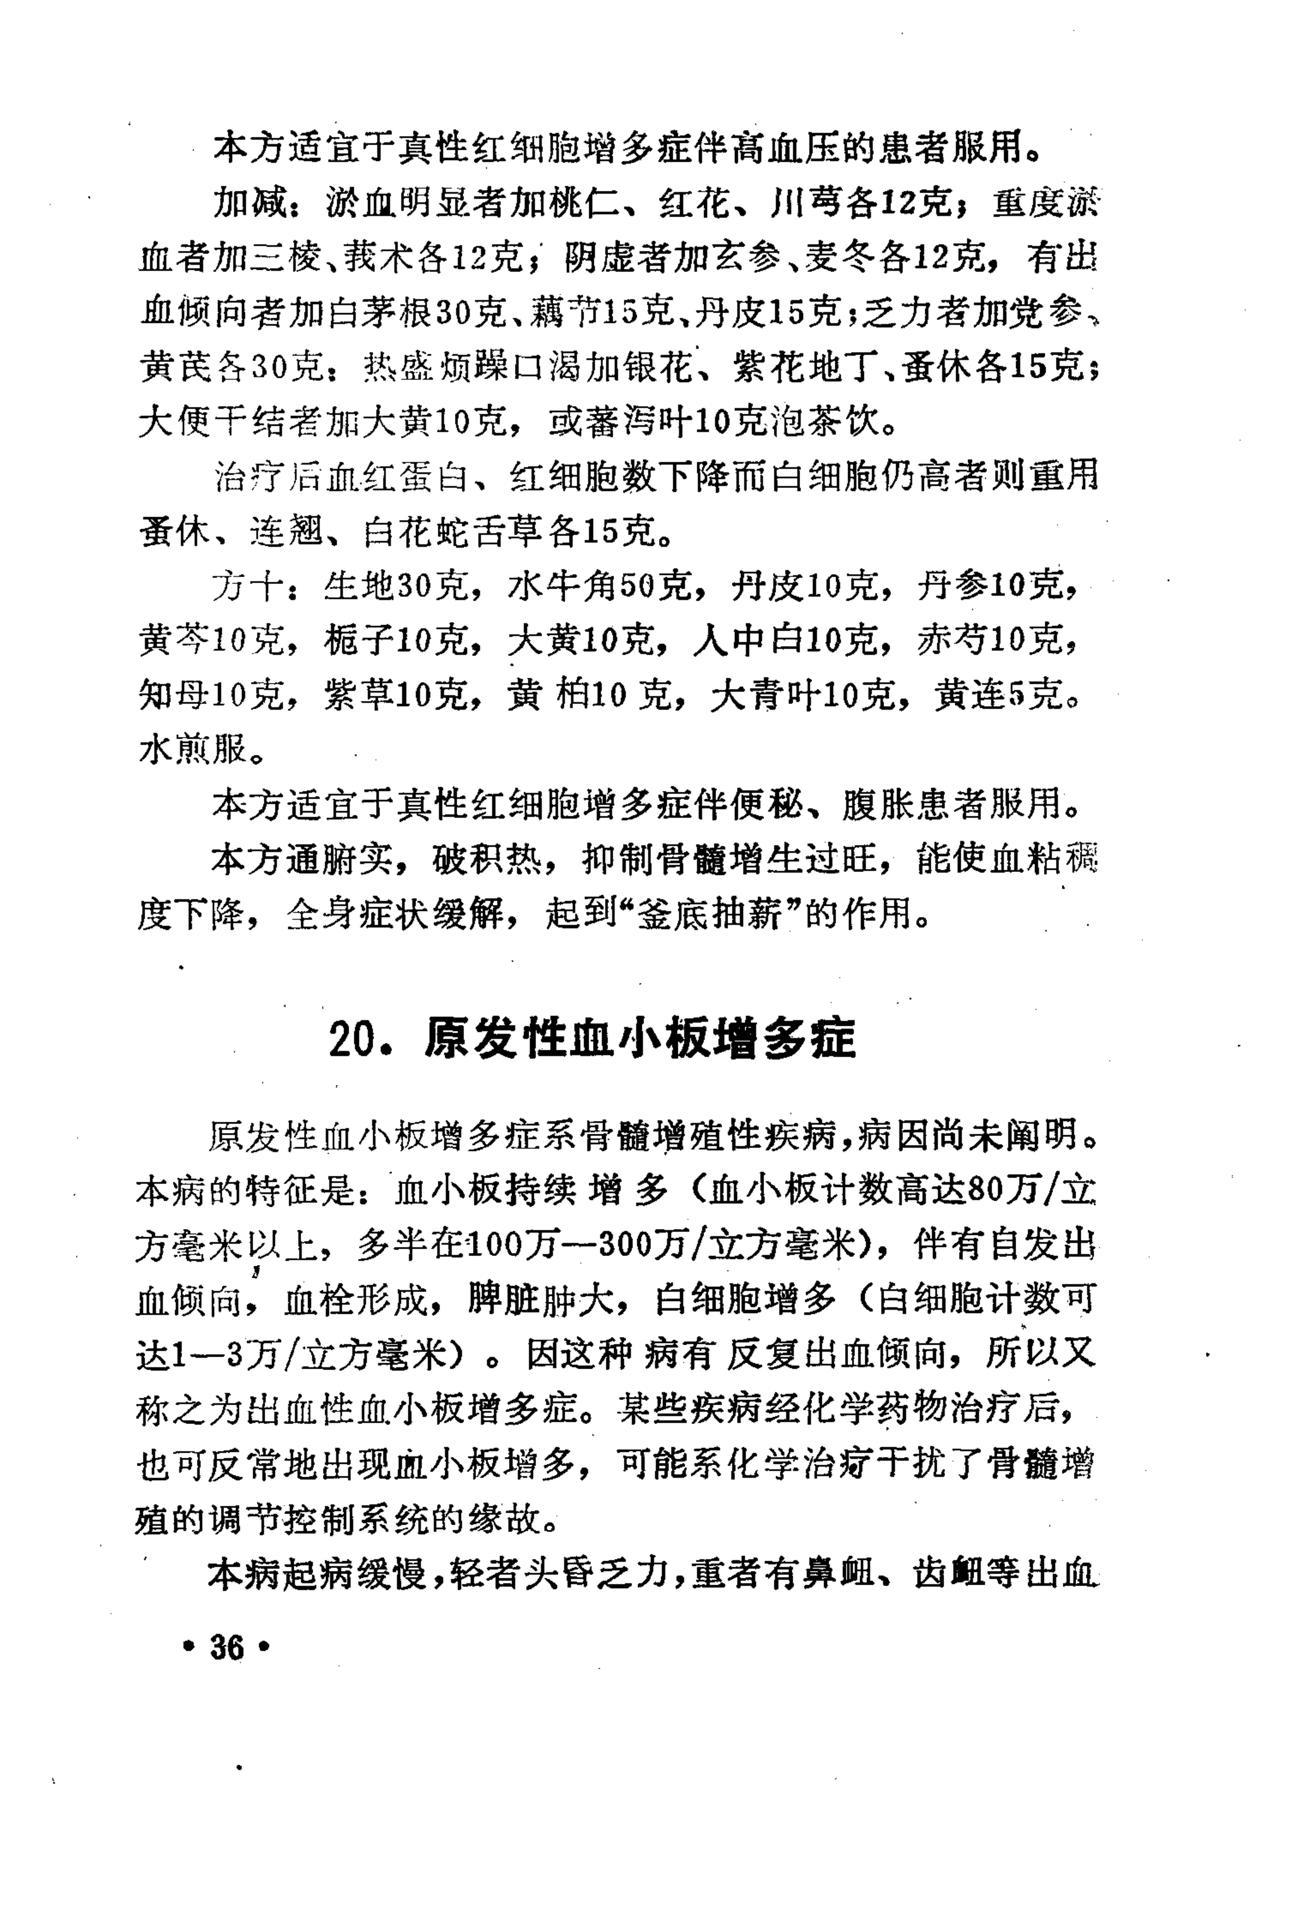 本方适宜于真性红细胞增多症伴高血压的患者服用。
加减：淤血明显者加桃仁、红花、川芎各12克；重度淤
血者加三棱、莪术各12克；阴虚者加玄参、麦冬各12克，有出
血倾向者加白茅根30克、藕节15克、丹皮15克；乏力者加党参、
黄芪各30克；热盛烦躁口渴加银花、紫花地丁、蚤休各15克；
大便干结者加大黄10克，或蕃泻叶10克泡茶饮。
治疗后血红蛋白、红细胞数下降而白细胞仍高者则重用
蚤休、连翘、白花蛇舌草各15克。
方十：生地30克，水牛角50克，丹皮10克，丹参10克，
黄芩10克，栀子10克，大黄10克，人中白10克，赤芍10克，
知母10克，紫草10克，黄柏10克，大青叶10克，黄连5克。
水煎服。
本方适宜于真性红细胞增多症伴便秘、腹胀患者服用。
本方通腑实，破积热，抑制骨髓增生过旺，能使血粘稠
度下降，全身症状缓解，起到“釜底抽薪”的作用。
20．原发性血小板增多症
原发性血小板增多症系骨髓增殖性疾病，病因尚未阐明。
本病的特征是：血小板持续增多（血小板计数高达80万/立
方毫米以上，多半在100万—300万/立方毫米），伴有自发出
血倾向，血栓形成，脾脏肿大，白细胞增多（白细胞计数可
达1—3万/立方毫米）。因这种病有反复出血倾向，所以又
称之为出血性血小板增多症。某些疾病经化学药物治疗后，
也可反常地出现血小板增多，可能系化学治疗干扰了骨髓增
殖的调节控制系统的缘故。
本病起病缓慢，轻者头昏乏力，重者有鼻衄、齿衄等出血
• 36 •